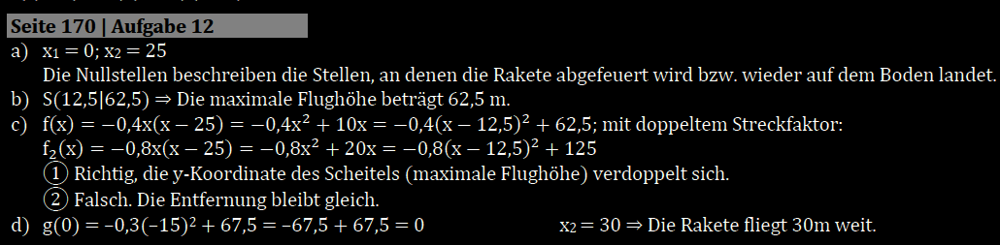 Seite 170 | Aufgabe 12
a) x₁ = 0; x₂ = 25
Die Nullstellen beschreiben die Stellen, an denen die Rakete abgefeuert wird bzw. wieder auf dem Boden landet.
b) S(12,5|62,5) ⇒ Die maximale Flughöhe beträgt 62,5 m.
c) f(x) = −0,4x(x − 25) = −0,4x² + 10x = −0,4(x − 12,5)² + 62,5; mit doppeltem Streckfaktor:
f₂(x) = −0,8x(x − 25) = −0,8x² + 20x = −0,8(x − 12,5)² + 125
① Richtig, die y-Koordinate des Scheitels (maximale Flughöhe) verdoppelt sich.
② Falsch. Die Entfernung bleibt gleich.
d) g(0) = −0,3(−15)² + 67,5 = −67,5 + 67,5 = 0 x₂ = 30 ⇒ Die Rakete fliegt 30m weit.